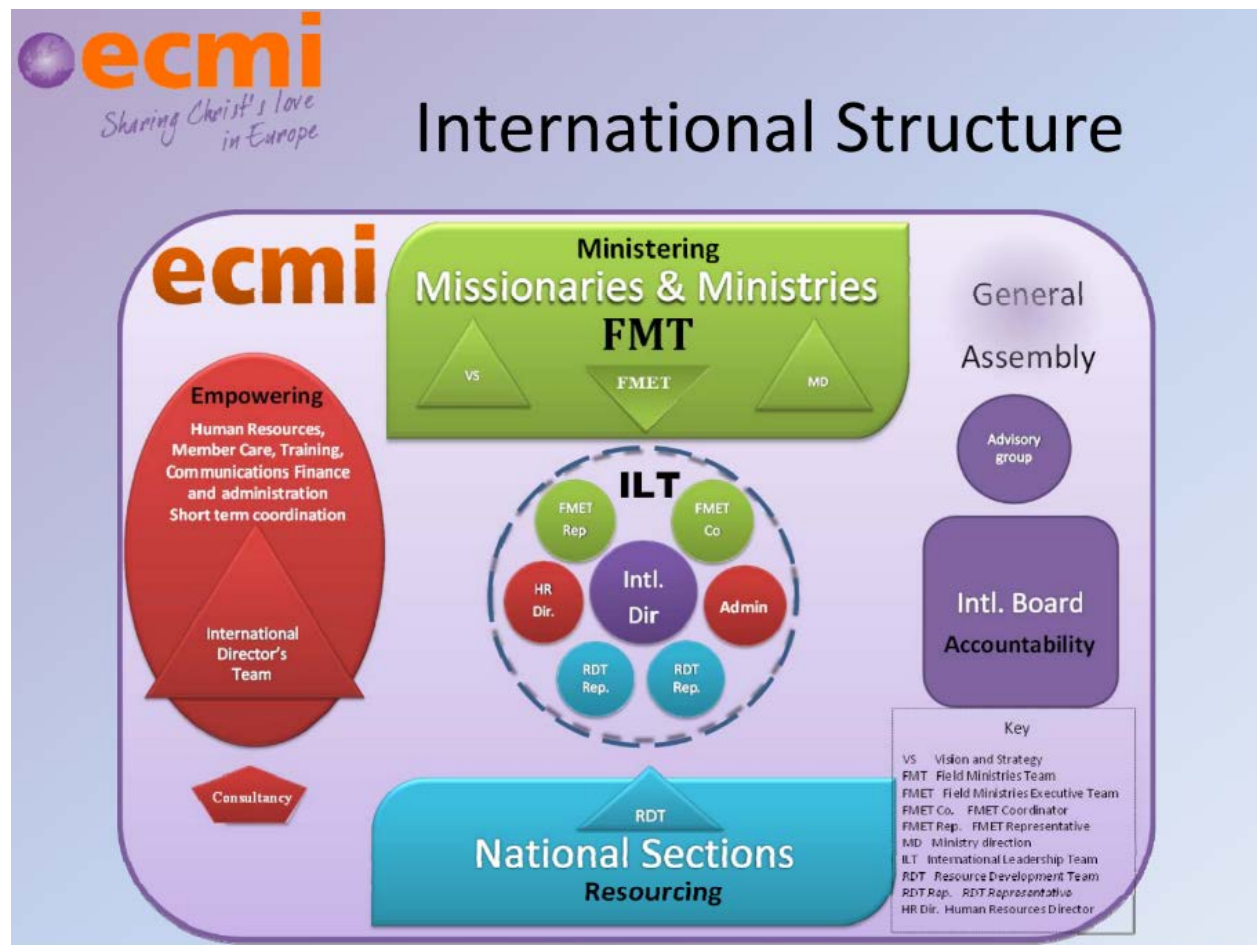 ecmi
Sharing Christ's love
in Europe
International Structure
ecmi
Ministering
Missionaries & Ministries
FMT
VS
FMET
MD
General
Assembly
Empowering
Human Resources,
Member Care, Training,
Communications Finance
and administration
Short term coordination
International
Director's
Team
Consultancy
ILT
FMET
Rep
FMET
Co
HR
Dir.
Intl.
Dir
Admin
RDT
Rep.
RDT
Rep.
Advisory
group
Intl. Board
Accountability
RDT
National Sections
Resourcing
Key
VS Vision and Strategy
FMT Field Ministries Team
FMET Field Ministries Executive Team
FMET Co. FMET Coordinator
FMET Rep. FMET Representative
MD Ministry direction
ILT International Leadership Team
RDT Resource Development Team
RDT Rep. RDT Representative
HR Dir. Human Resources Director